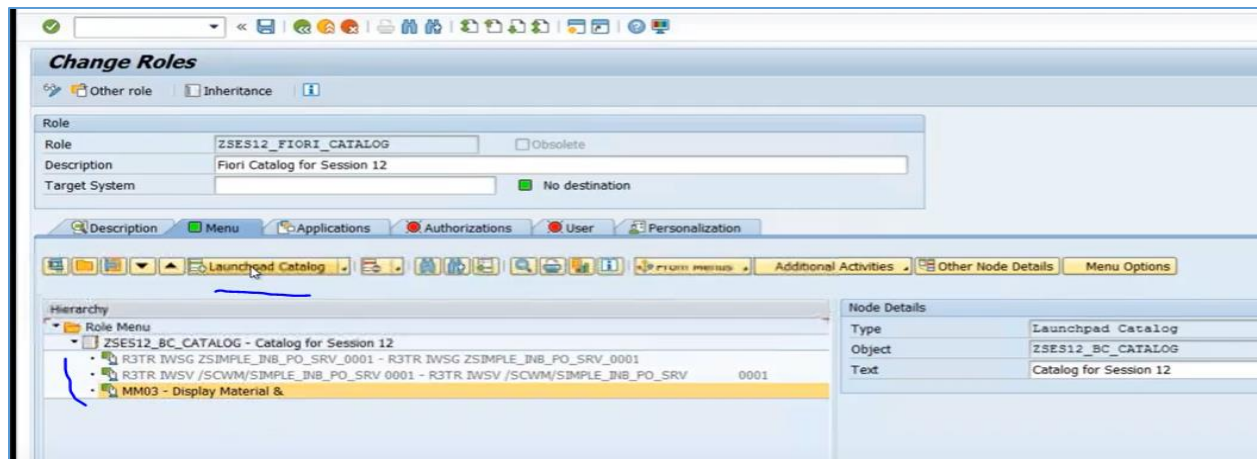 Change Roles
Other role Inheritance
Role
Role ZSES12_FIORI_CATALOG Obsolete
Description Fiori Catalog for Session 12
Target System No destination
Description Menu Applications Authorizations User Personalization
Launchpad Catalog From menus Additional Activities Other Node Details Menu Options
Hierarchy Node Details
Role Menu Type Launchpad Catalog
ZSES12_BC_CATALOG - Catalog for Session 12 Object ZSES12_BC_CATALOG
R3TR IWSG ZSIMPLE_INB_PO_SRV_0001 - R3TR IWSG ZSIMPLE_INB_PO_SRV_0001 Text Catalog for Session 12
R3TR IWSV /SCWM/SIMPLE_INB_PO_SRV 0001 - R3TR IWSV /SCWM/SIMPLE_INB_PO_SRV 0001
MM03 - Display Material &